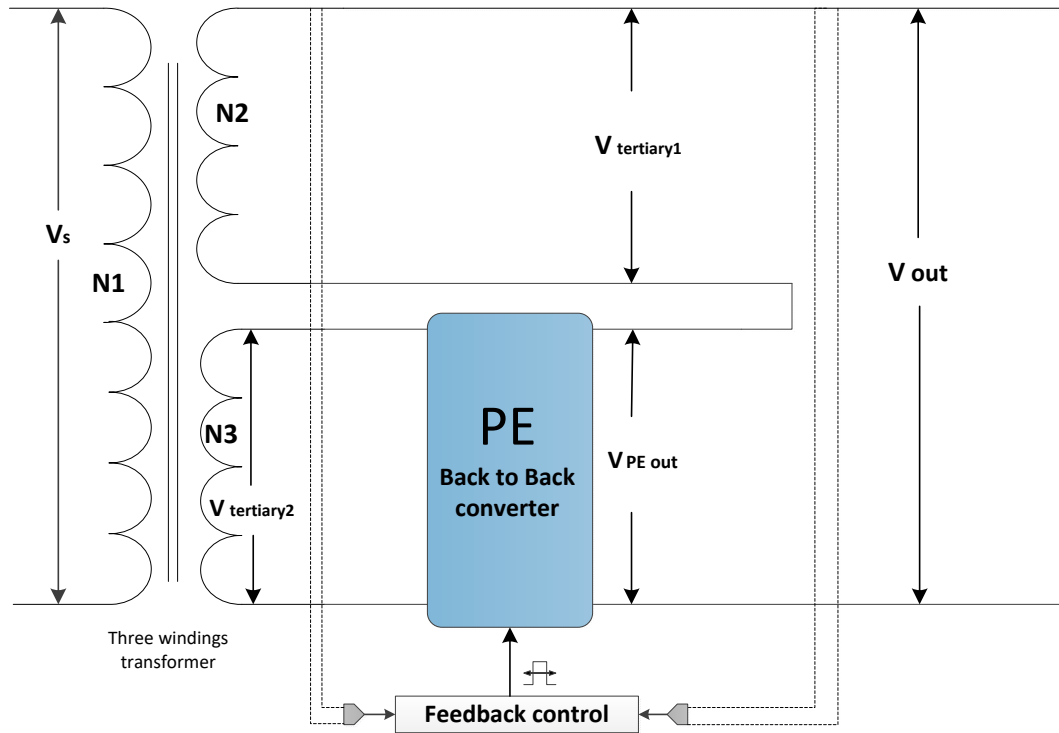 N2
V tertiary1
Vs
N1
V out
PE
Back to Back
converter
N3
V PE out
V tertiary2
Three windings
transformer
Feedback control